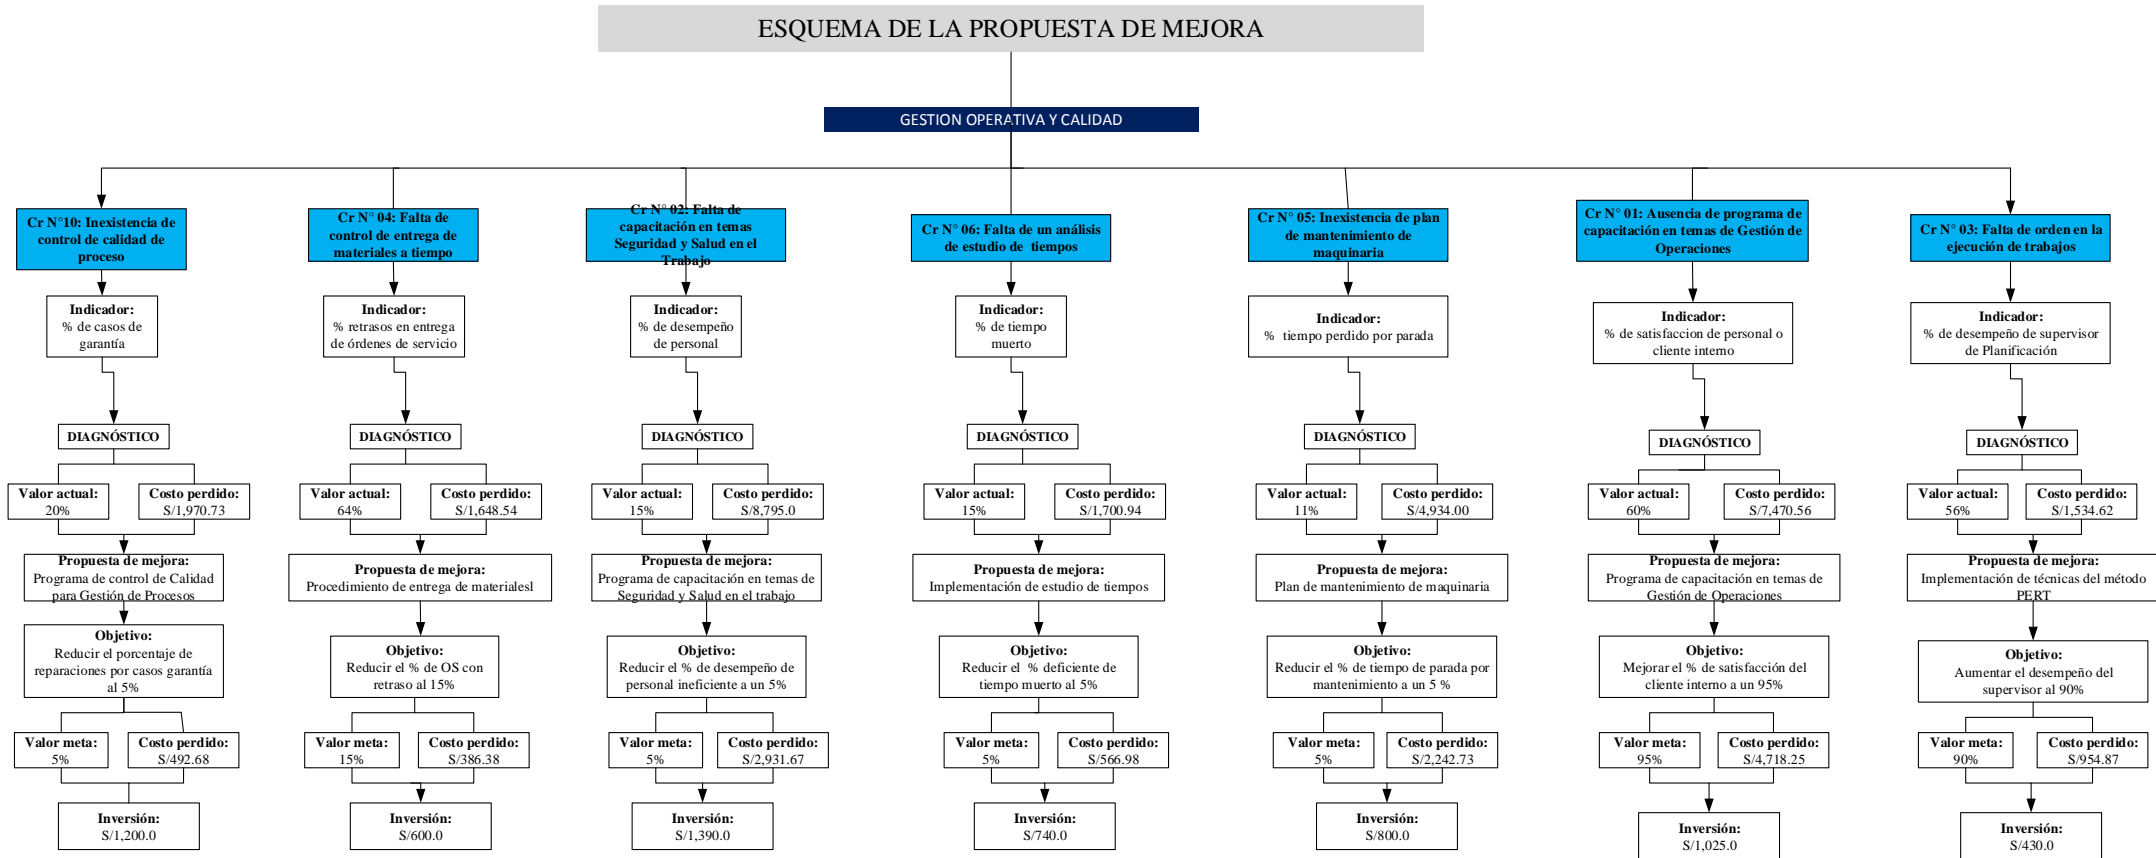 ESQUEMA DE LA PROPUESTA DE MEJORA
GESTION OPERATIVA Y CALIDAD
Cr N°10: Inexistencia de
control de calidad de
proceso
Indicador:
% de casos de
garantía
DIAGNÓSTICO
Valor actual:
20%
Costo perdido:
S/1,970.73
Propuesta de mejora:
Programa de control de Calidad
para Gestión de Procesos
Objetivo:
Reducir el porcentaje de
reparaciones por casos garantía
al 5%
Valor meta:
5%
Costo perdido:
S/492.68
Inversión:
S/1,200.0
Cr N° 04: Falta de
control de entrega de
materiales a tiempo
Indicador:
% retrasos en entrega
de órdenes de servicio
DIAGNÓSTICO
Valor actual:
64%
Costo perdido:
S/1,648.54
Propuesta de mejora:
Procedimiento de entrega de materialesl
Objetivo:
Reducir el % de OS con
retraso al 15%
Valor meta:
15%
Costo perdido:
S/386.38
Inversión:
S/600.0
Cr N° 02: Falta de
capacitación en temas
Seguridad y Salud en el
Trabajo
Indicador:
% de desempeño
de personal
DIAGNÓSTICO
Valor actual:
15%
Costo perdido:
S/8,795.0
Propuesta de mejora:
Programa de capacitación en temas de
Seguridad y Salud en el trabajo
Objetivo:
Reducir el % de desempeño de
personal ineficiente a un 5%
Valor meta:
5%
Costo perdido:
S/2,931.67
Inversión:
S/1,390.0
Cr N° 06: Falta de un análisis
de estudio de tiempos
Indicador:
% de tiempo
muerto
DIAGNÓSTICO
Valor actual:
15%
Costo perdido:
S/1,700.94
Propuesta de mejora:
Implementación de estudio de tiempos
Objetivo:
Reducir el % deficiente de
tiempo muerto al 5%
Valor meta:
5%
Costo perdido:
S/566.98
Inversión:
S/740.0
Cr N° 05: Inexistencia de plan
de mantenimiento de
maquinaria
Indicador:
% tiempo perdido por parada
DIAGNÓSTICO
Valor actual:
11%
Costo perdido:
S/4,934.00
Propuesta de mejora:
Plan de mantenimiento de maquinaria
Objetivo:
Reducir el % de tiempo de parada por
mantenimiento a un 5 %
Valor meta:
5%
Costo perdido:
S/2,242.73
Inversión:
S/800.0
Cr N° 01: Ausencia de programa de
capacitación en temas de Gestión de
Operaciones
Indicador:
% de satisfaccion de personal o
cliente interno
DIAGNÓSTICO
Valor actual:
60%
Costo perdido:
S/7,470.56
Propuesta de mejora:
Programa de capacitación en temas de
Gestión de Operaciones
Objetivo:
Mejorar el % de satisfacción del
cliente interno a un 95%
Valor meta:
95%
Costo perdido:
S/4,718.25
Inversión:
S/1,025.0
Cr N° 03: Falta de orden en la
ejecución de trabajos
Indicador:
% de desempeño de supervisor
de Planificación
DIAGNÓSTICO
Valor actual:
56%
Costo perdido:
S/1,534.62
Propuesta de mejora:
Implementación de técnicas del método
PERT
Objetivo:
Aumentar el desempeño del
supervisor al 90%
Valor meta:
90%
Costo perdido:
S/954.87
Inversión:
S/430.0